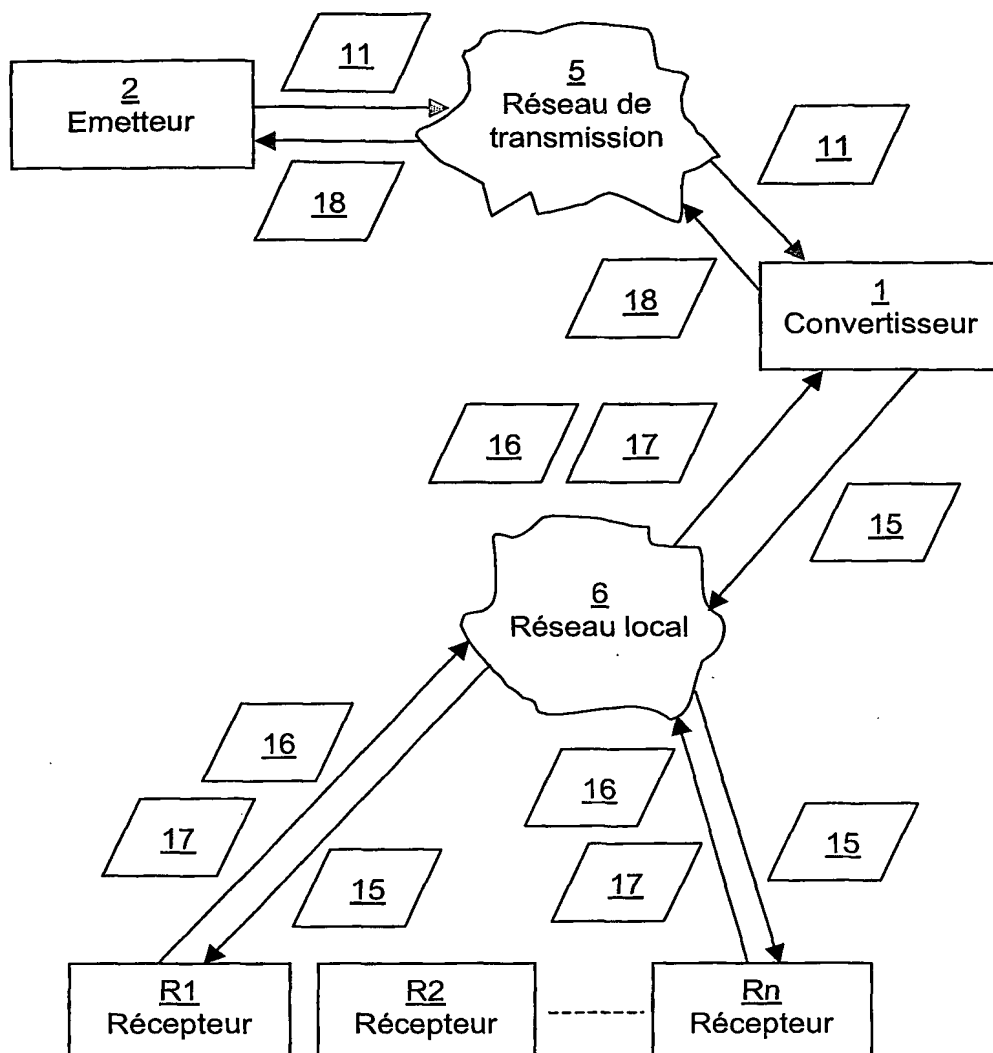 11
2
Emetteur
5
Réseau de
transmission
11
18
18
1
Convertisseur
16
17
15
6
Réseau local
16
17
15
16
17
15
R1
Récepteur
R2
Récepteur
Rn
Récepteur